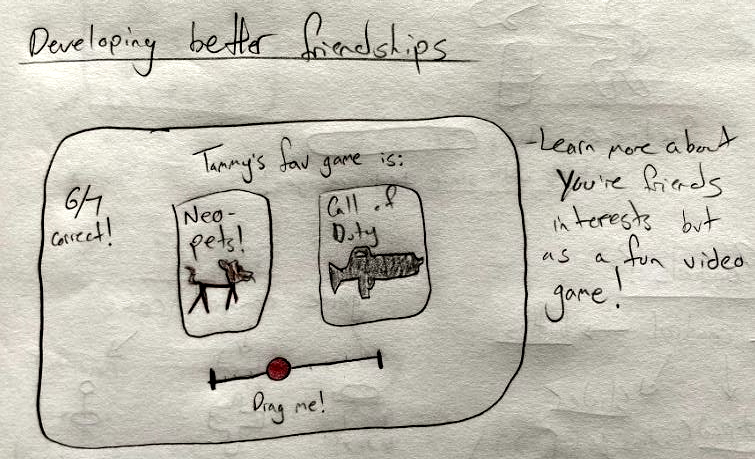 Developing better friendships
Tammy's fav game is:
6/7
correct!
Neo-
pets!
Call of
Duty
Drag me!
-Learn more about
You're friends
interests but
as a fun video
game!